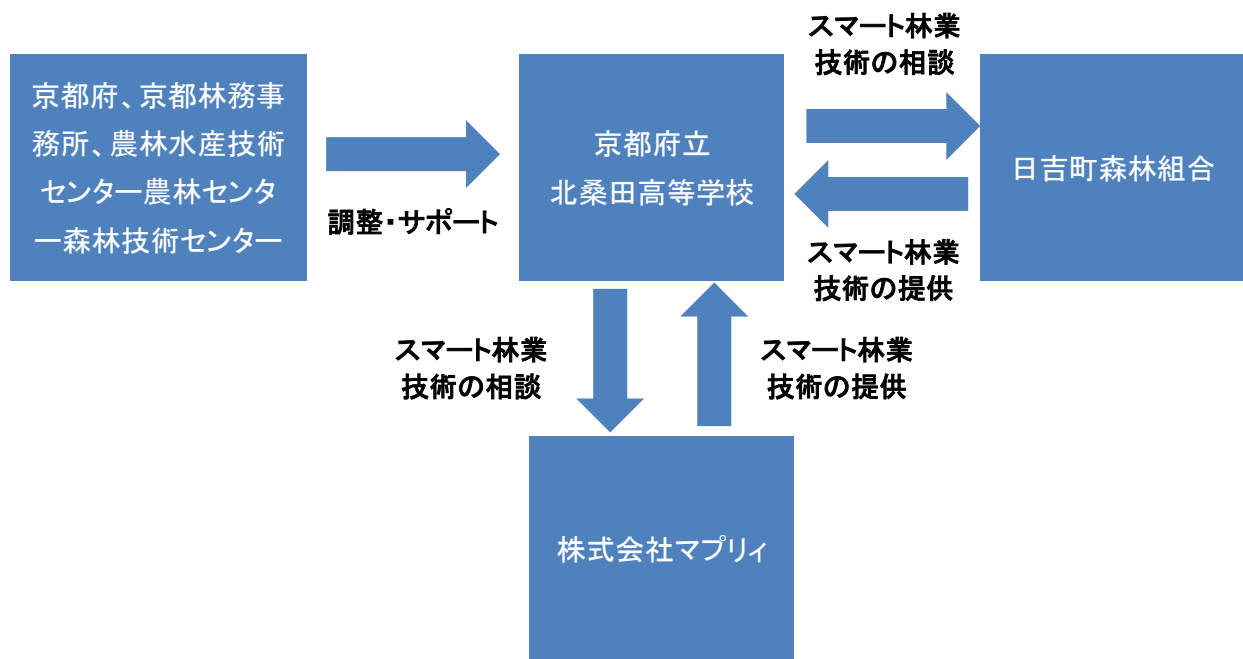 スマート林業
技術の相談
京都府、京都林務事
務所、農林水産技術
センター農林センタ
ー森林技術センター
調整・サポート
京都府立
北桑田高等学校
日吉町森林組合
スマート林業
技術の提供
スマート林業
技術の相談
スマート林業
技術の提供
株式会社マプリィ